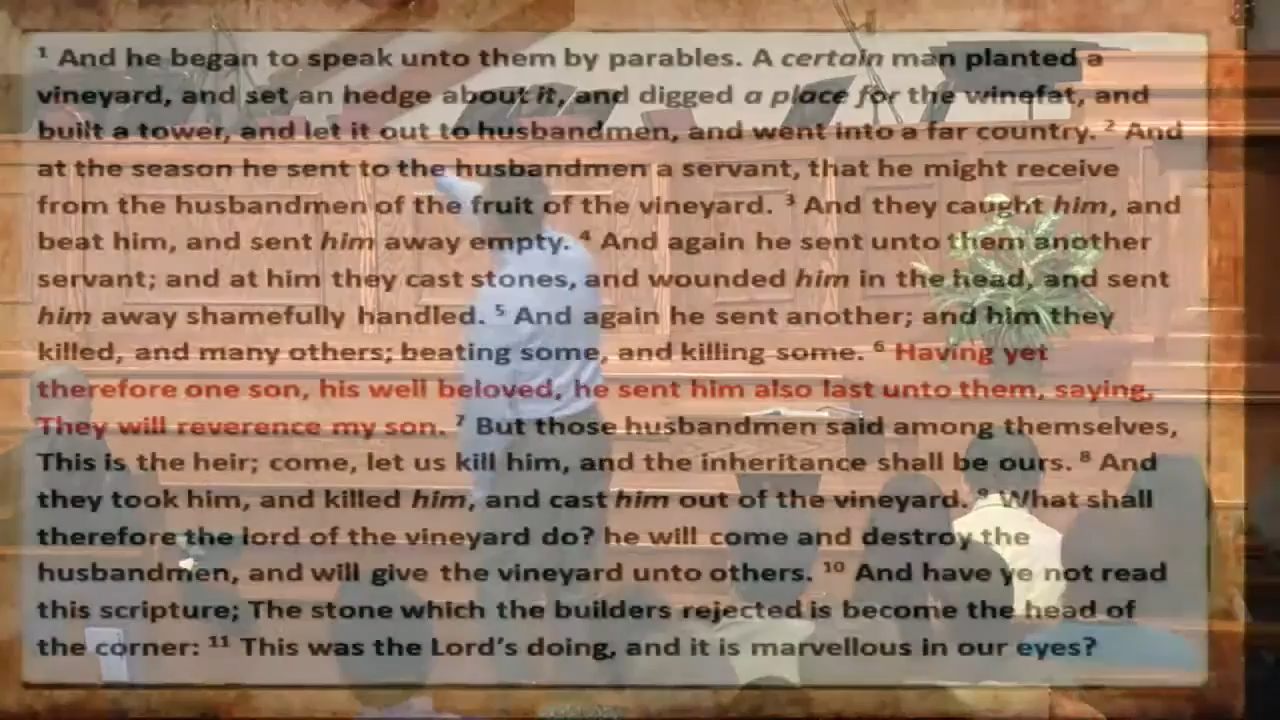 ¹ And he began to speak unto them by parables. A certain man planted a
vineyard, and set an hedge about it, and digged a place for the winefat, and
built a tower, and let it out to husbandmen, and went into a far country. ² And
at the season he sent to the husbandmen a servant, that he might receive
from the husbandmen of the fruit of the vineyard. ³ And they caught him, and
beat him, and sent him away empty. ⁴ And again he sent unto them another
servant; and at him they cast stones, and wounded him in the head, and sent
him away shamefully handled. ⁵ And again he sent another; and him they
killed, and many others; beating some, and killing some. ⁶ Having yet
therefore one son, his well beloved, he sent him also last unto them, saying,
They will reverence my son. ⁷ But those husbandmen said among themselves,
This is the heir; come, let us kill him, and the inheritance shall be ours. ⁸ And
they took him, and killed him, and cast him out of the vineyard. ⁹ What shall
therefore the lord of the vineyard do? he will come and destroy the
husbandmen, and will give the vineyard unto others. ¹⁰ And have ye not read
this scripture; The stone which the builders rejected is become the head of
the corner: ¹¹ This was the Lord's doing, and it is marvellous in our eyes?